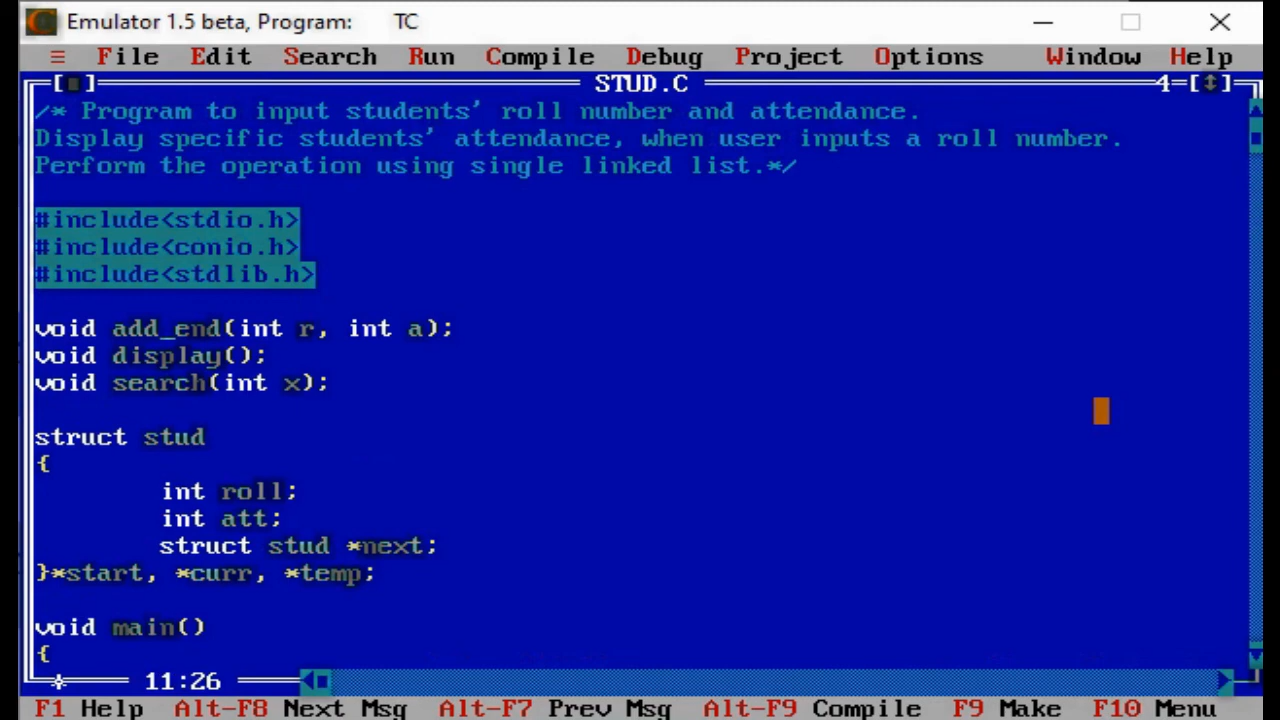 Emulator 1.5 beta, Program: TC
≡ File Edit Search Run Compile Debug Project Options Window Help
[■] STUD.C 4=[↕]
/* Program to input students' roll number and attendance.
Display specific students' attendance, when user inputs a roll number.
Perform the operation using single linked list.*/
#include<stdio.h>
#include<conio.h>
#include<stdlib.h>
void add_end(int r, int a);
void display();
void search(int x);
struct stud
{
int roll;
int att;
struct stud *next;
}*start, *curr, *temp;
void main()
{
11:26
F1 Help Alt-F8 Next Msg Alt-F7 Prev Msg Alt-F9 Compile F9 Make F10 Menu